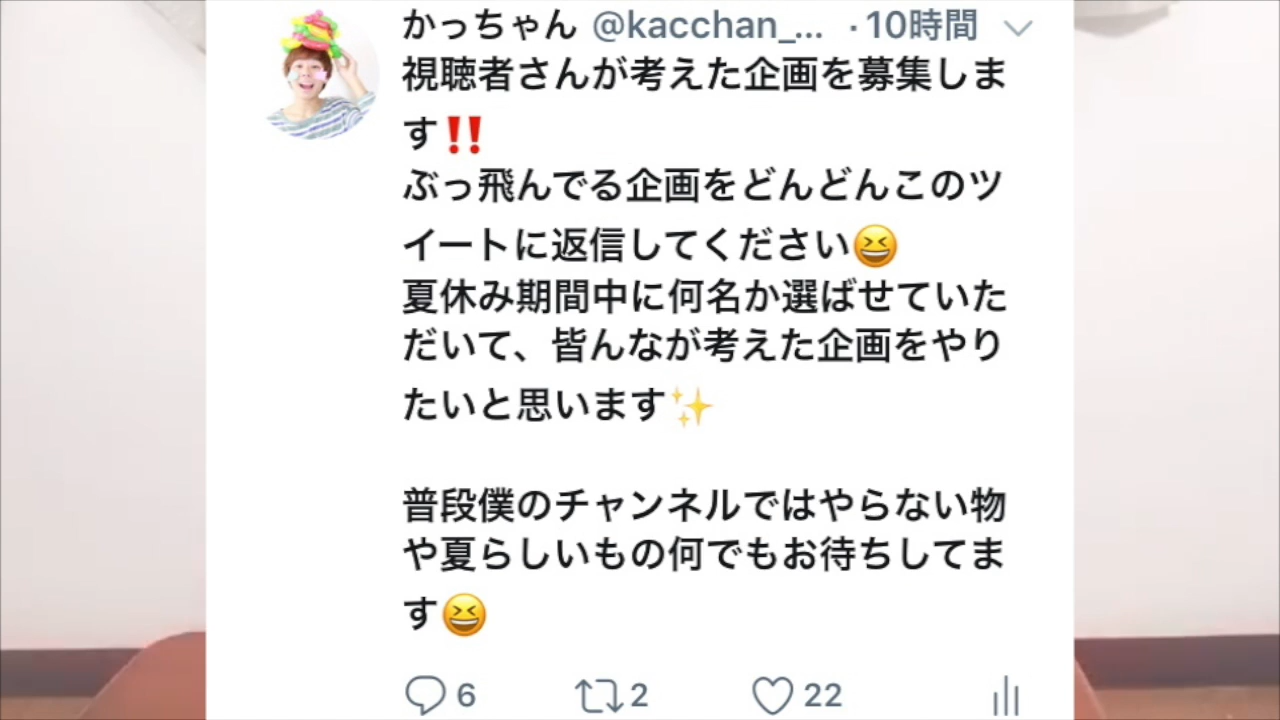 かっちゃん @kacchan_... ・10時間
視聴者さんが考えた企画を募集しま
す‼️
ぶっ飛んでる企画をどんどんこのツ
イートに返信してください😆
夏休み期間中に何名か選ばせていた
だいて、皆んなが考えた企画をやり
たいと思います✨
普段僕のチャンネルではやらない物
や夏らしいもの何でもお待ちしてま
す😆
6 2 22